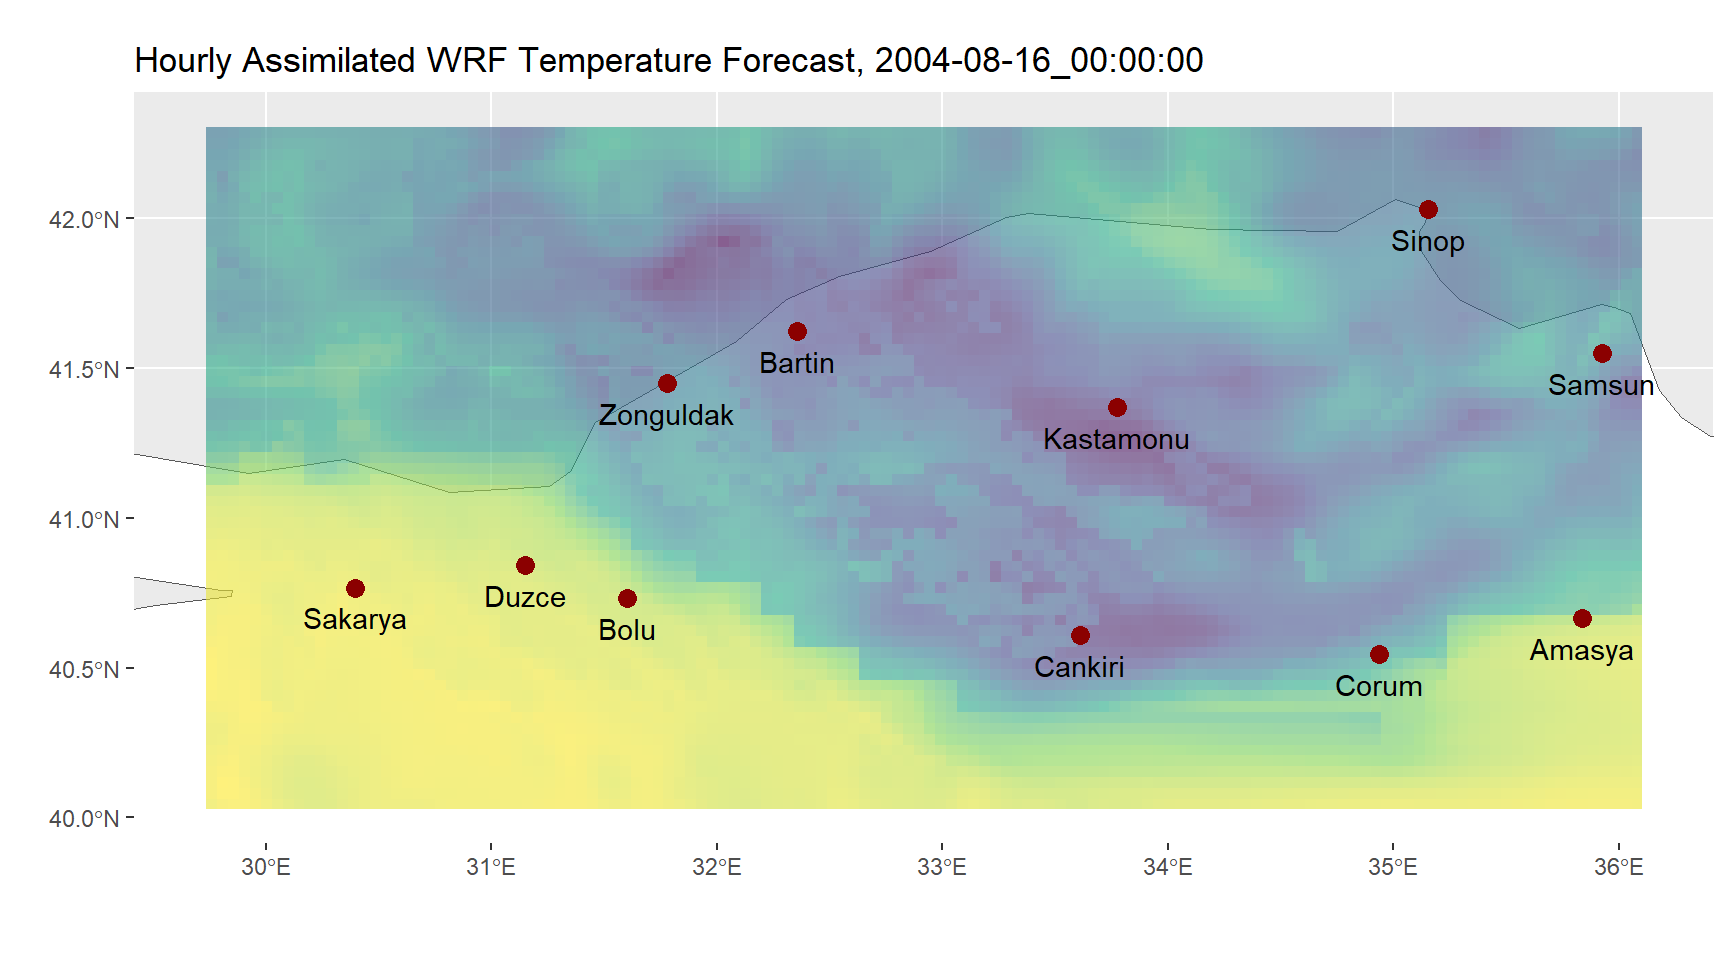 Hourly Assimilated WRF Temperature Forecast, 2004-08-16_00:00:00
42.0°N
Sinop
Bartin
41.5°N
Samsun
Zonguldak
Kastamonu
41.0°N
Duzce
Sakarya
Bolu
Amasya
40.5°N
Cankiri
Corum
40.0°N
30°E 31°E 32°E 33°E 34°E 35°E 36°E